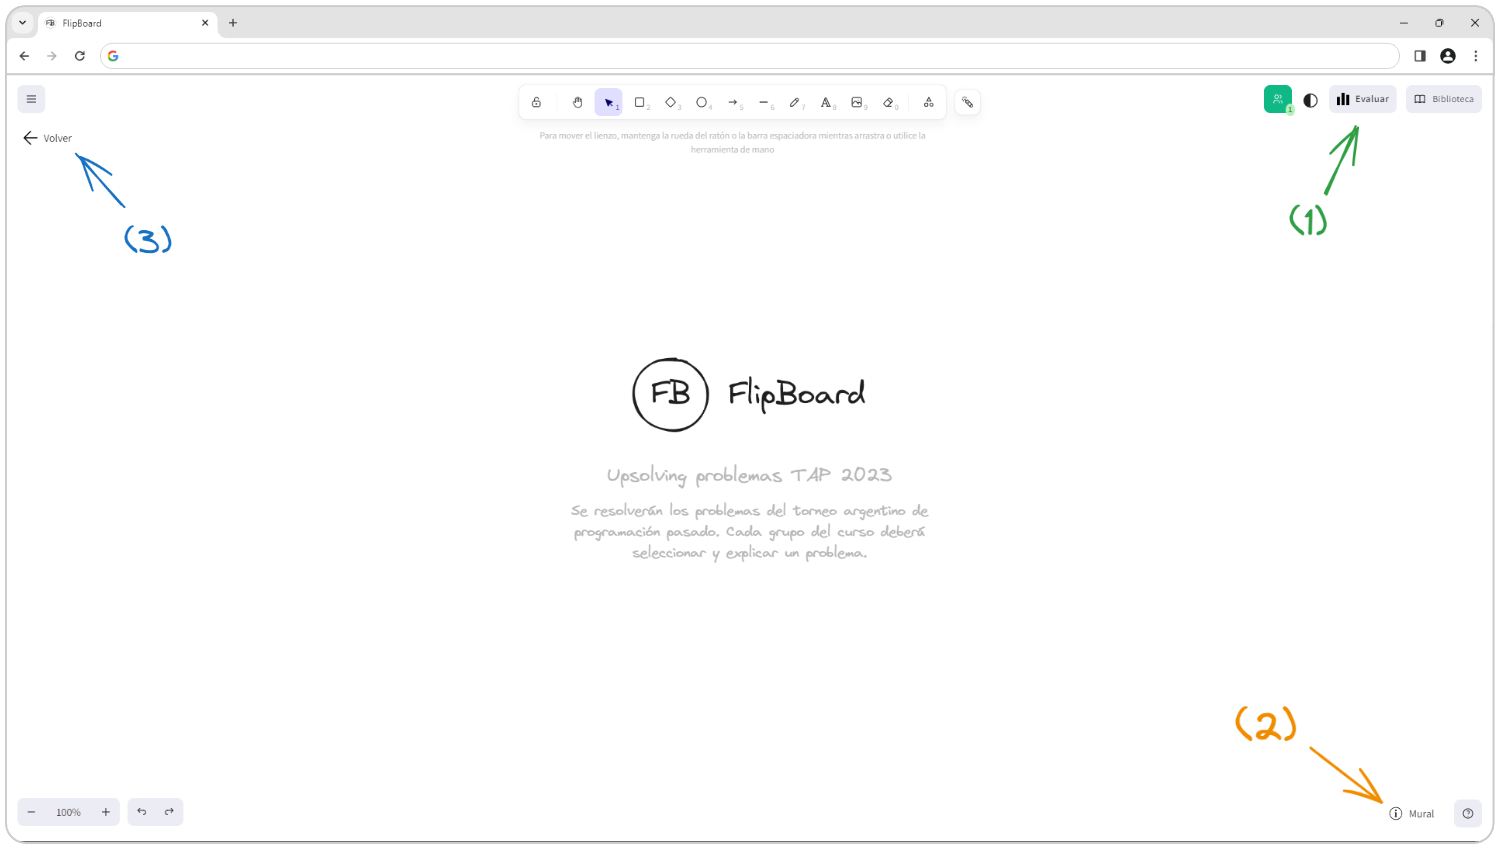 FB FlipBoard
Volver
1 2 3 4 5 6 7 A 8 9 0
1
Evaluar
Biblioteca
Para mover el lienzo, mantenga la rueda del ratón o la barra espaciadora mientras arrastra o utilice la
herramienta de mano
(1)
(3)
FB FlipBoard
Upsolving problemas TAP 2023
Se resolverán los problemas del torneo argentino de
programación pasado. Cada grupo del curso deberá
seleccionar y explicar un problema.
(2)
100%
Mural